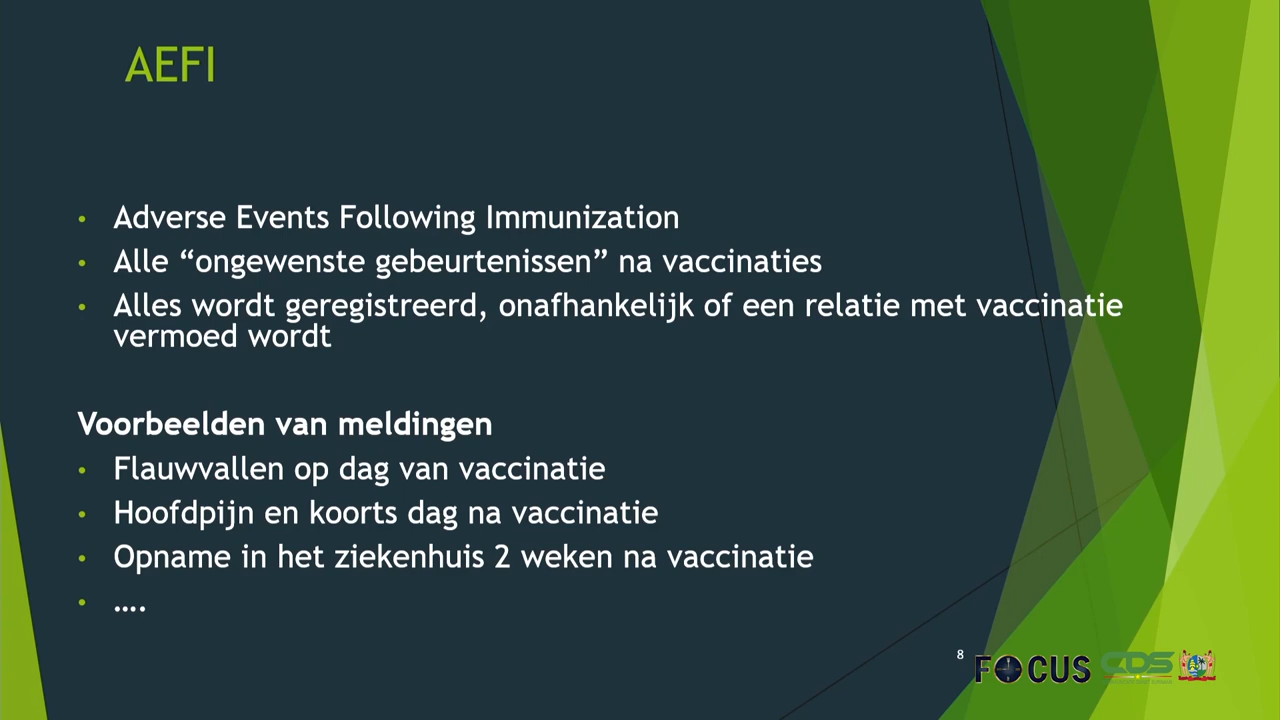 AEFI
• Adverse Events Following Immunization
• Alle “ongewenste gebeurtenissen” na vaccinaties
• Alles wordt geregistreerd, onafhankelijk of een relatie met vaccinatie
vermoed wordt
Voorbeelden van meldingen
• Flauwvallen op dag van vaccinatie
• Hoofdpijn en koorts dag na vaccinatie
• Opname in het ziekenhuis 2 weken na vaccinatie
• ....
8
FOCUS
CDS